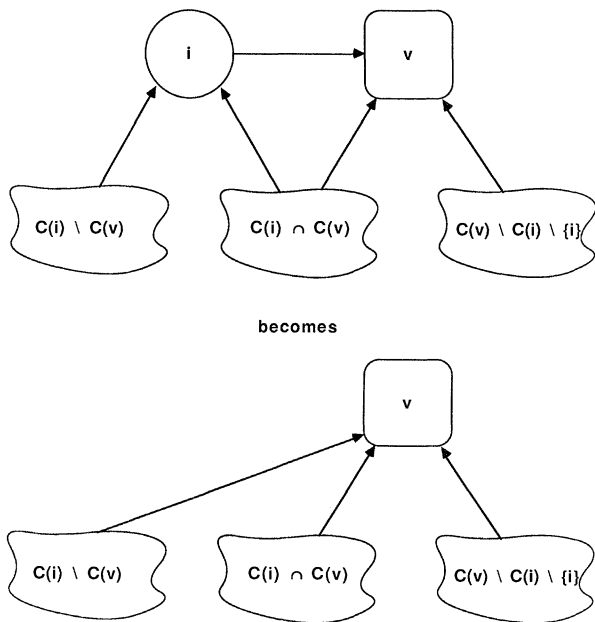 i
v
C(i) \ C(v)
C(i) ∩ C(v)
C(v) \ C(i) \ {i}
becomes
v
C(i) \ C(v)
C(i) ∩ C(v)
C(v) \ C(i) \ {i}